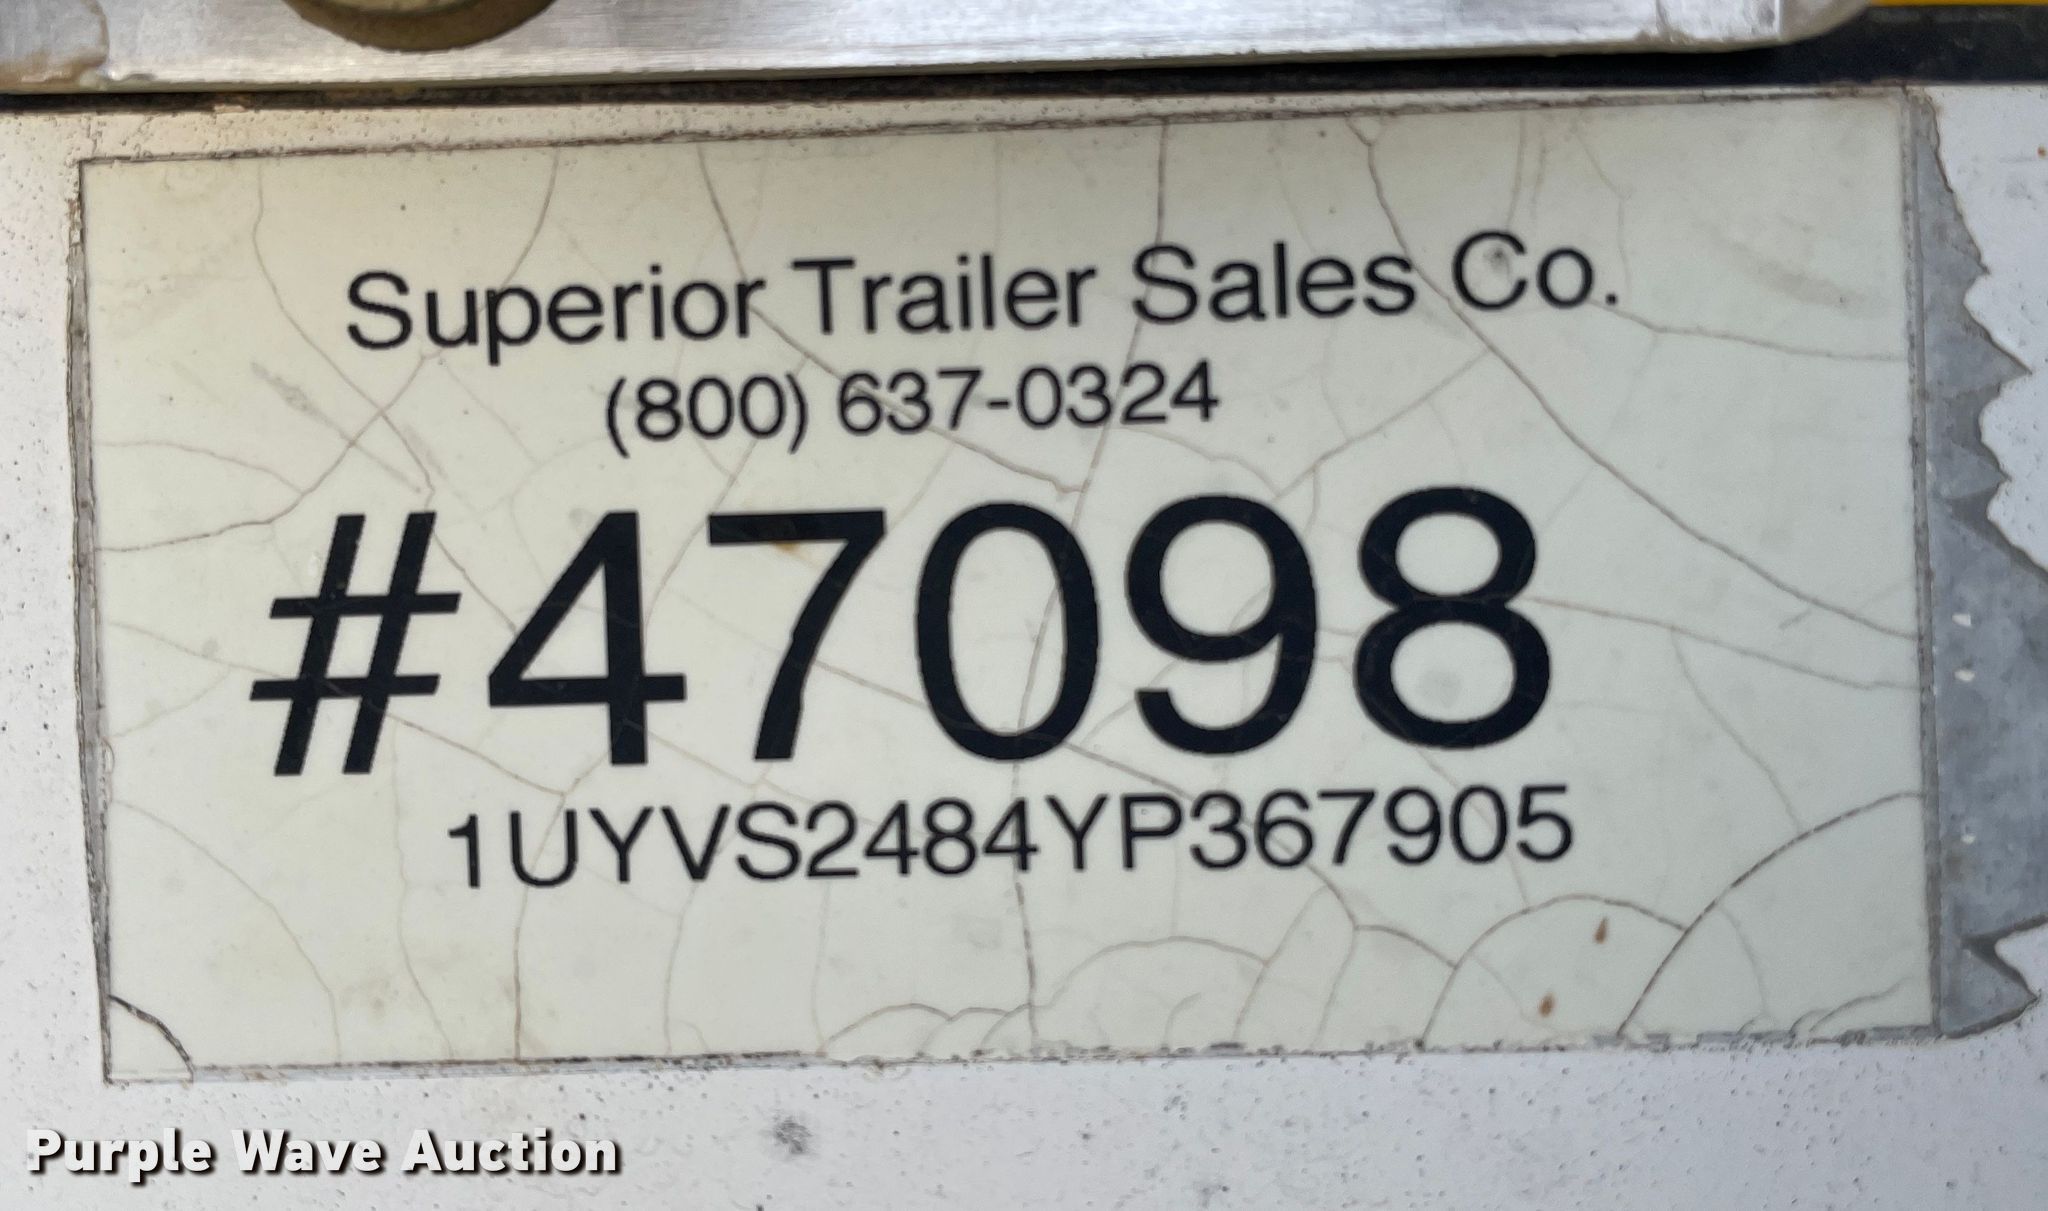 Superior Trailer Sales Co.
(800) 637-0324
#47098
1UYVS2484YP367905
Purple Wave Auction